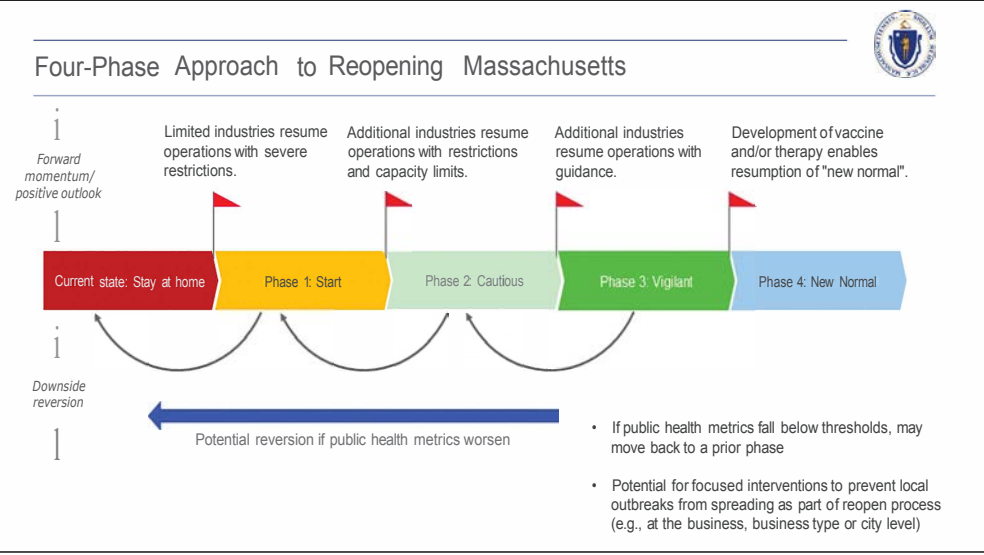 Four-Phase Approach to Reopening Massachusetts
Forward
momentum/
positive outlook
Limited industries resume
operations with severe
restrictions.
Additional industries resume
operations with restrictions
and capacity limits.
Additional industries
resume operations with
guidance.
Development of vaccine
and/or therapy enables
resumption of "new normal".
Current state: Stay at home
Phase 1: Start
Phase 2: Cautious
Phase 3: Vigilant
Phase 4: New Normal
Downside
reversion
Potential reversion if public health metrics worsen
• If public health metrics fall below thresholds, may
move back to a prior phase
• Potential for focused interventions to prevent local
outbreaks from spreading as part of reopen process
(e.g., at the business, business type or city level)